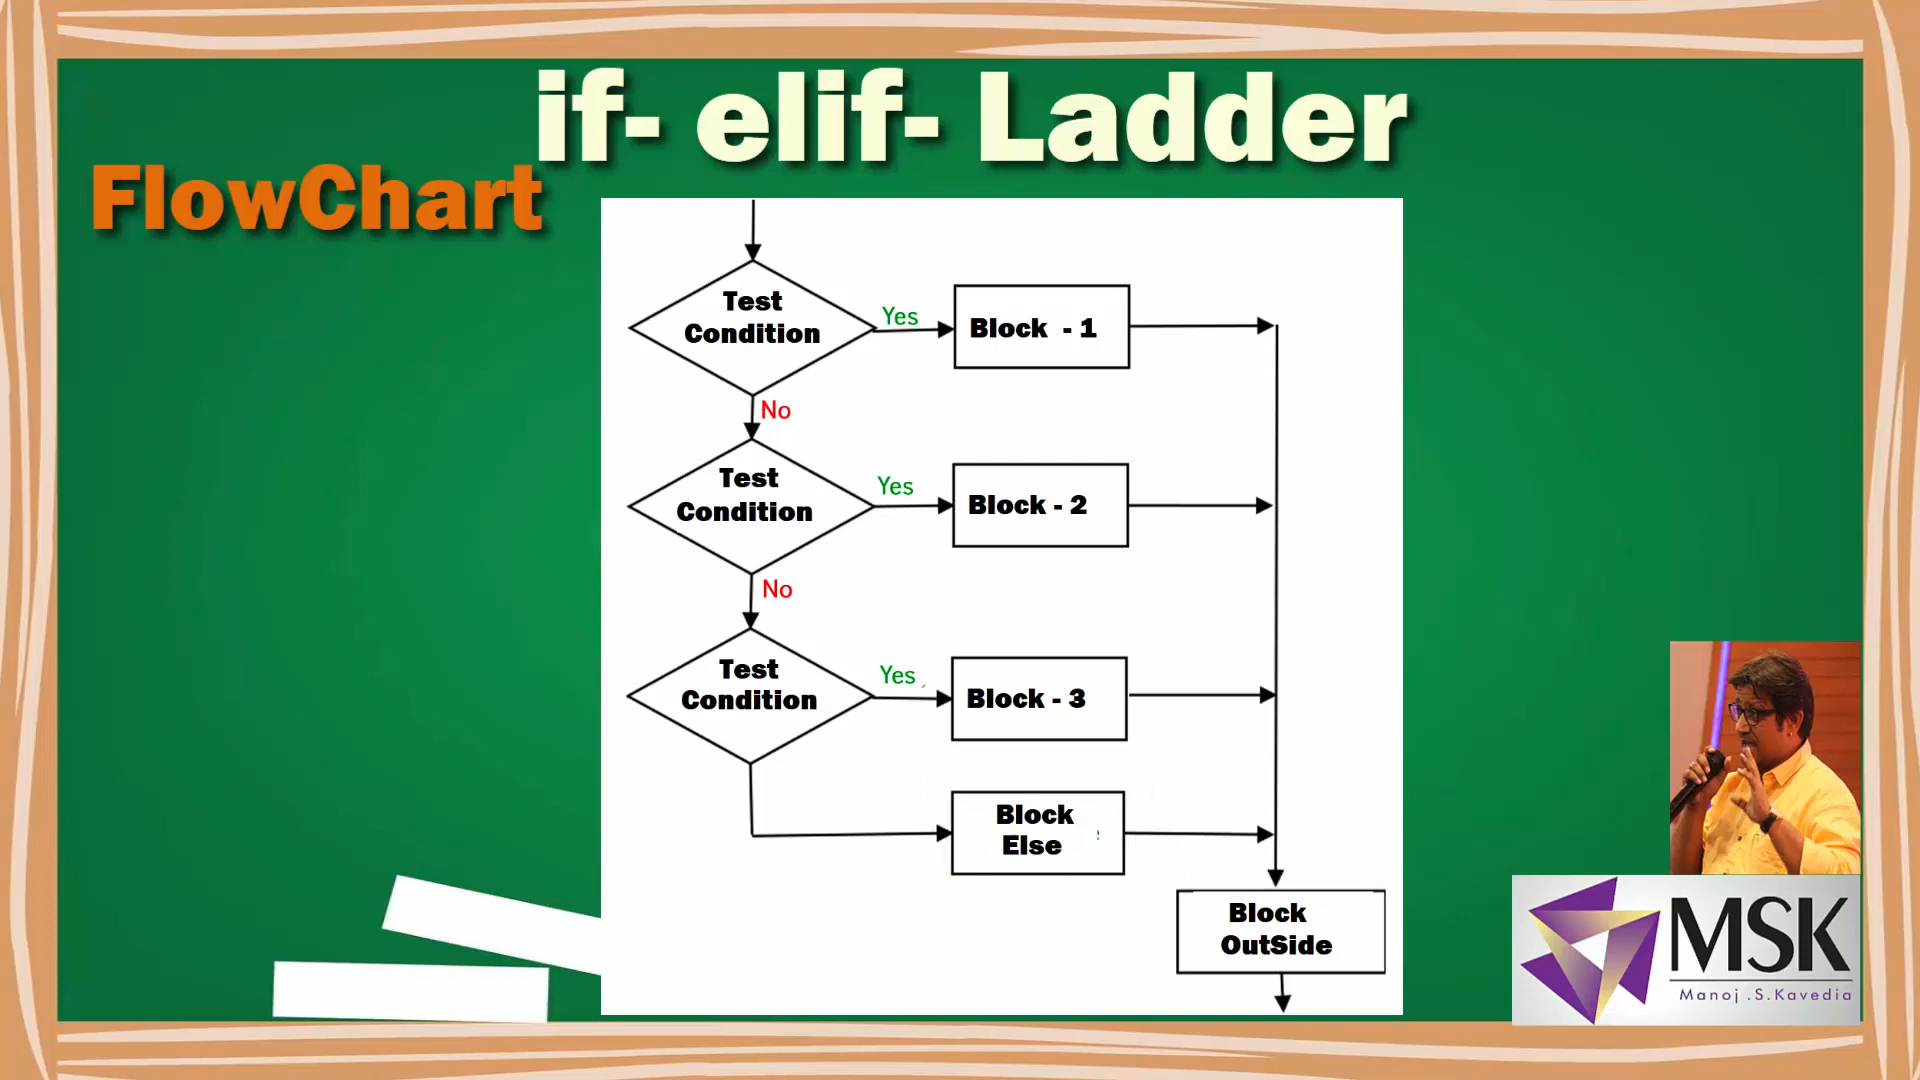 if- elif- Ladder
FlowChart
Test
Condition
Yes
Block - 1
No
Test
Condition
Yes
Block - 2
No
Test
Condition
Yes
Block - 3
Block
Else
Block
OutSide
MSK
Manoj .S.Kavedia